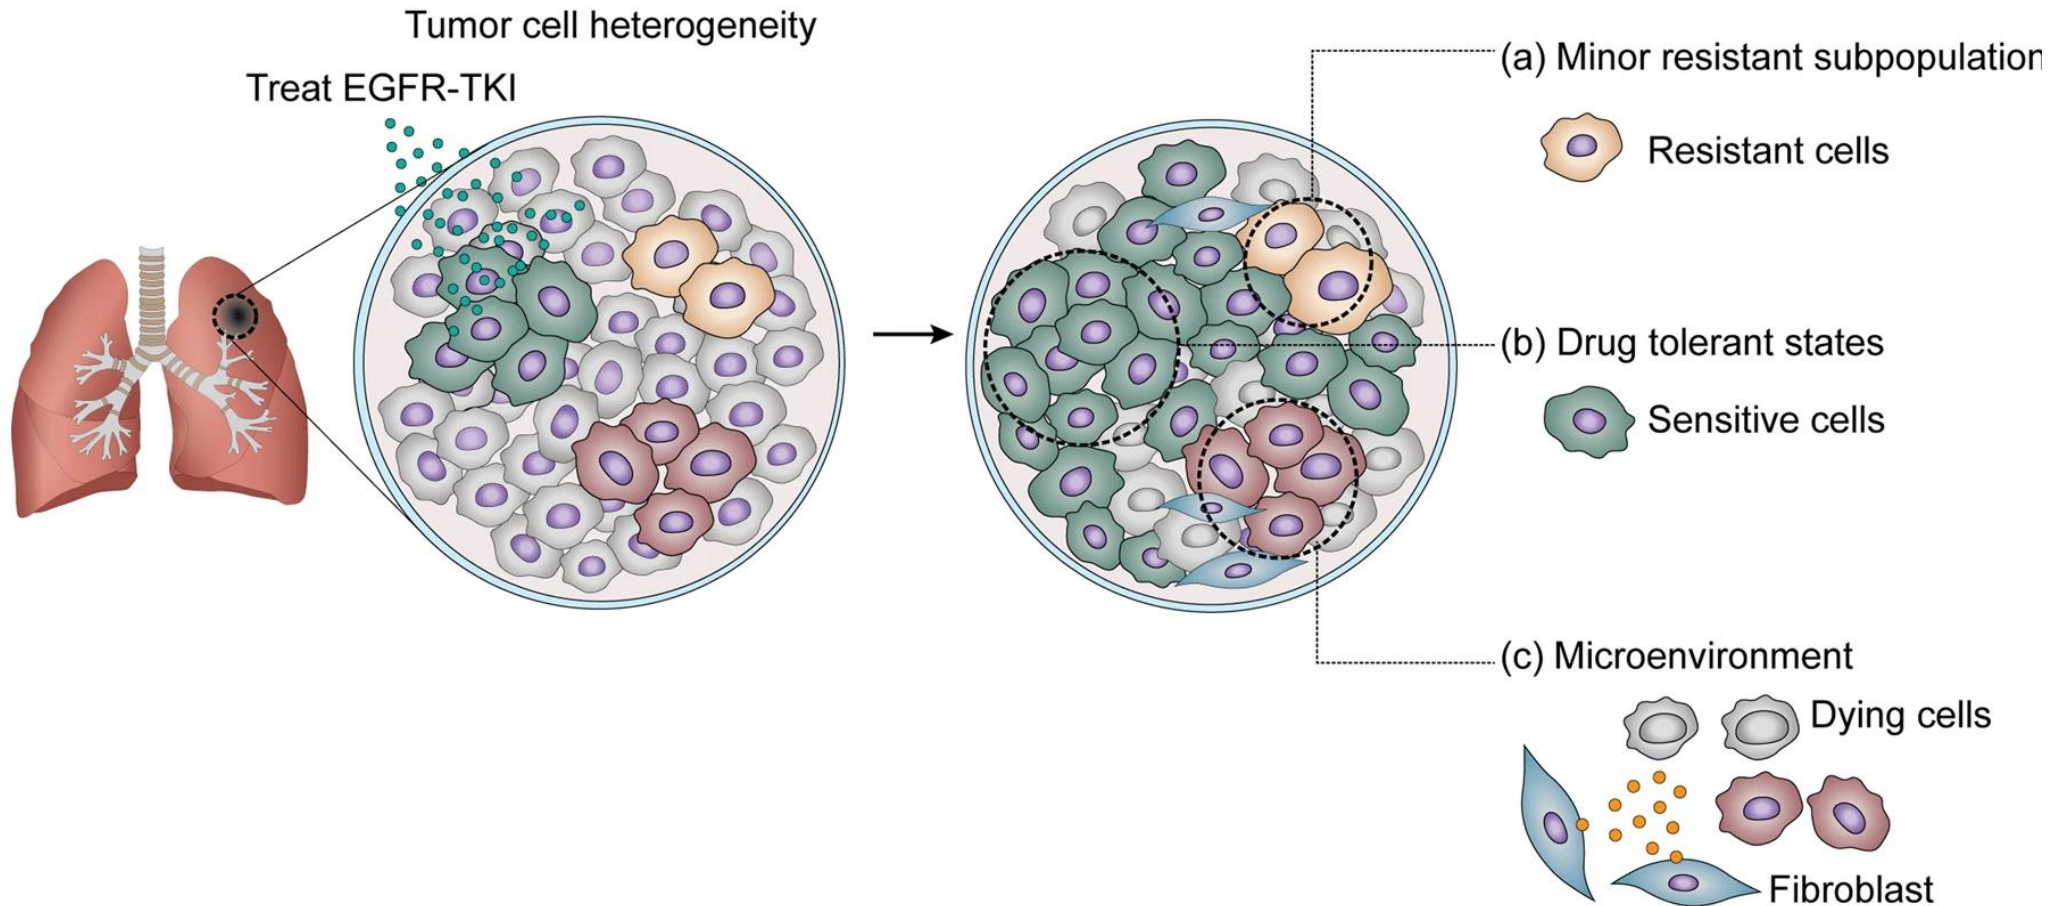 Tumor cell heterogeneity
Treat EGFR-TKI
(a) Minor resistant subpopulation
Resistant cells
(b) Drug tolerant states
Sensitive cells
(c) Microenvironment
Dying cells
Fibroblast